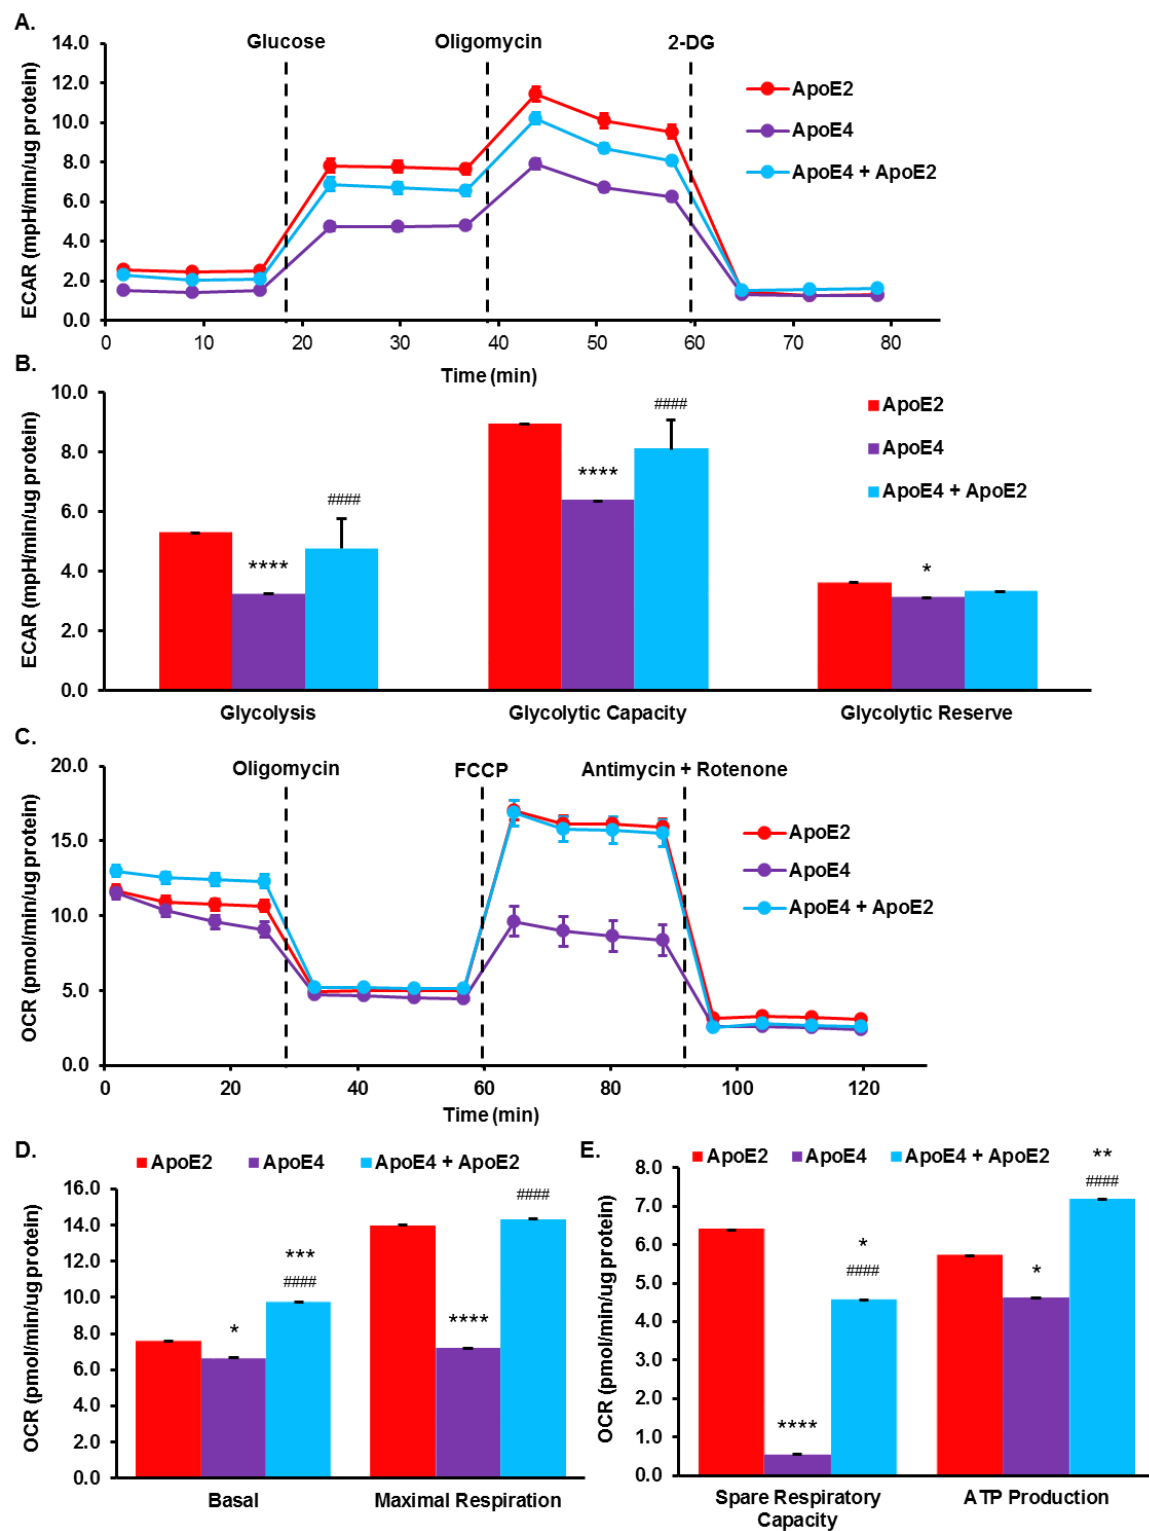 A.
Glucose Oligomycin 2-DG
ECAR (mpH/min/ug protein)
14.0
12.0
10.0
8.0
6.0
4.0
2.0
0.0
ApoE2
ApoE4
ApoE4 + ApoE2
0 10 20 30 40 50 60 70 80
Time (min)
B.
ECAR (mpH/min/ug protein)
10.0
8.0
6.0
4.0
2.0
0.0
ApoE2
ApoE4
ApoE4 + ApoE2
**** ####
**** ####
*
Glycolysis Glycolytic Capacity Glycolytic Reserve
C.
Oligomycin FCCP Antimycin + Rotenone
OCR (pmol/min/ug protein)
20.0
15.0
10.0
5.0
0.0
ApoE2
ApoE4
ApoE4 + ApoE2
0 20 40 60 80 100 120
Time (min)
D.
ApoE2 ApoE4 ApoE4 + ApoE2
OCR (pmol/min/ug protein)
16.0
14.0
12.0
10.0
8.0
6.0
4.0
2.0
0.0
*
***
####
****
####
Basal Maximal Respiration
E.
ApoE2 ApoE4 ApoE4 + ApoE2
OCR (pmol/min/ug protein)
8.0
7.0
6.0
5.0
4.0
3.0
2.0
1.0
0.0
****
*
####
*
**
####
Spare Respiratory
Capacity
ATP Production